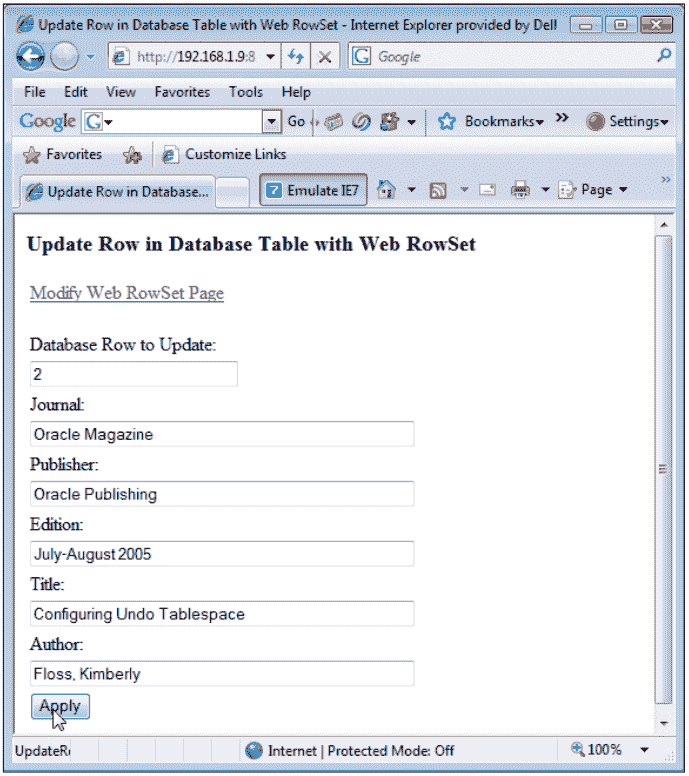 Update Row in Database Table with Web RowSet - Internet Explorer provided by Dell
http://192.168.1.9:8
Google
File Edit View Favorites Tools Help
Google G Go Bookmarks Settings
Favorites Customize Links
Update Row in Database... 7 Emulate IE7 Page
Update Row in Database Table with Web RowSet
Modify Web RowSet Page
Database Row to Update:
2
Journal:
Oracle Magazine
Publisher:
Oracle Publishing
Edition:
July-August 2005
Title:
Configuring Undo Tablespace
Author:
Floss, Kimberly
Apply
Internet | Protected Mode: Off 100%